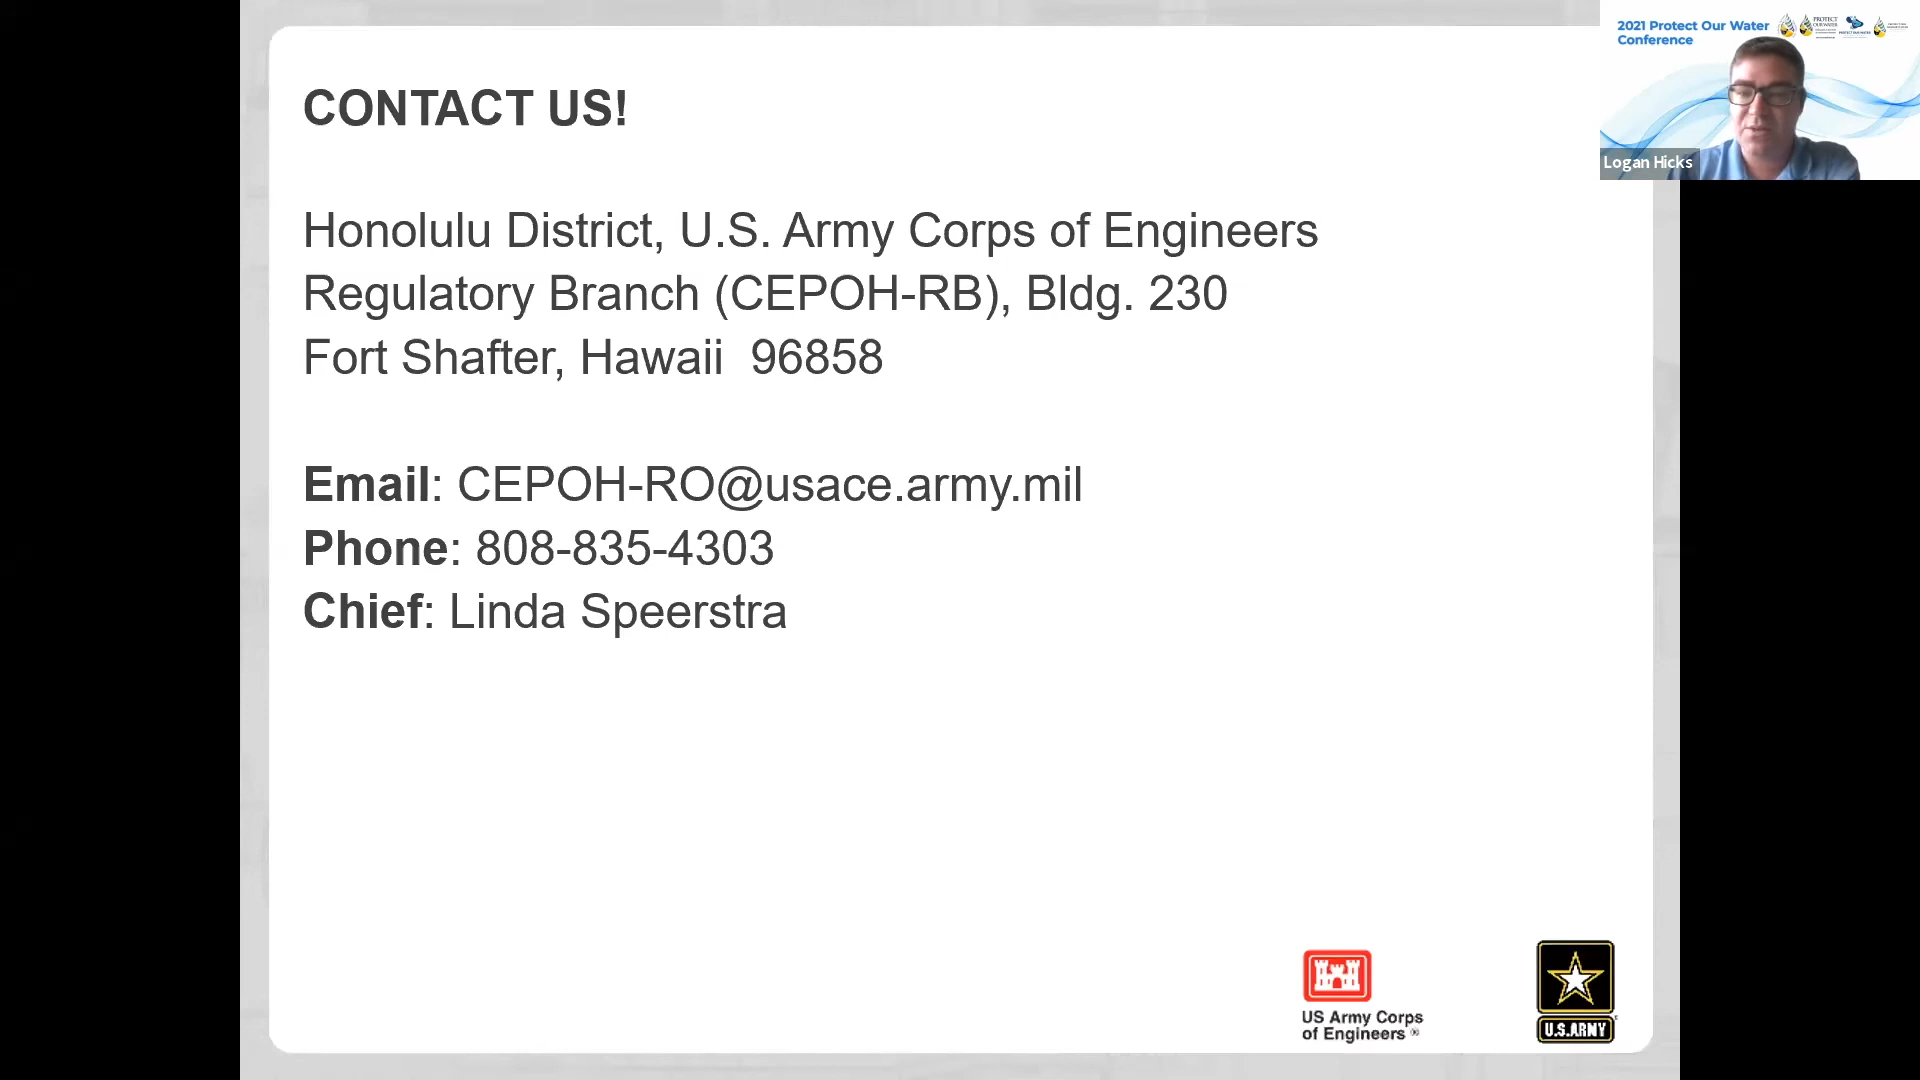 CONTACT US!
Honolulu District, U.S. Army Corps of Engineers
Regulatory Branch (CEPOH-RB), Bldg. 230
Fort Shafter, Hawaii  96858
Email: CEPOH-RO@usace.army.mil
Phone: 808-835-4303
Chief: Linda Speerstra
2021 Protect Our Water
Conference
Logan Hicks
US Army Corps
of Engineers ®
U.S.ARMY